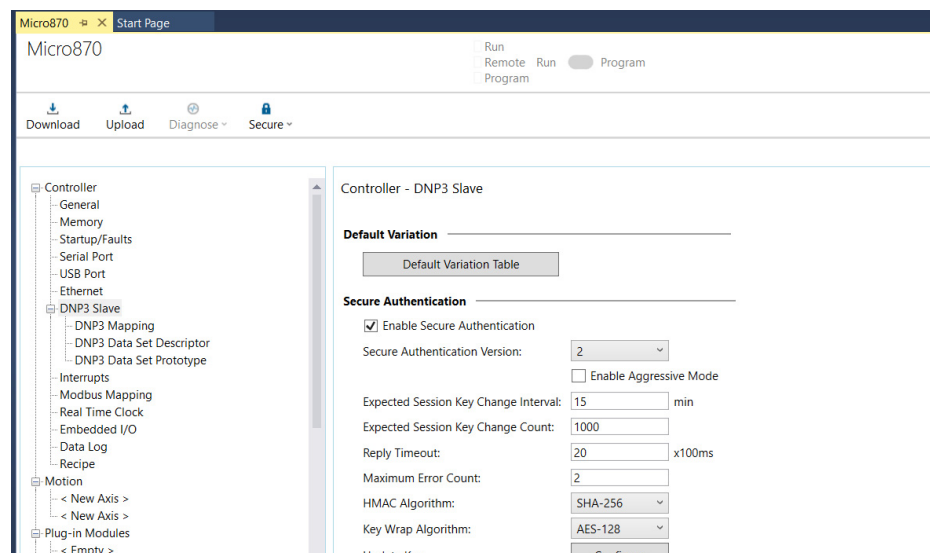 Micro870
Start Page
Micro870
Run
Remote Run Program
Program
Download Upload Diagnose Secure
Controller
General
Memory
Startup/Faults
Serial Port
USB Port
Ethernet
DNP3 Slave
DNP3 Mapping
DNP3 Data Set Descriptor
DNP3 Data Set Prototype
Interrupts
Modbus Mapping
Real Time Clock
Embedded I/O
Data Log
Recipe
Motion
< New Axis >
< New Axis >
Plug-in Modules
< Empty >
Controller - DNP3 Slave
Default Variation
Default Variation Table
Secure Authentication
Enable Secure Authentication
Secure Authentication Version: 2
Enable Aggressive Mode
Expected Session Key Change Interval: 15 min
Expected Session Key Change Count: 1000
Reply Timeout: 20 x100ms
Maximum Error Count: 2
HMAC Algorithm: SHA-256
Key Wrap Algorithm: AES-128